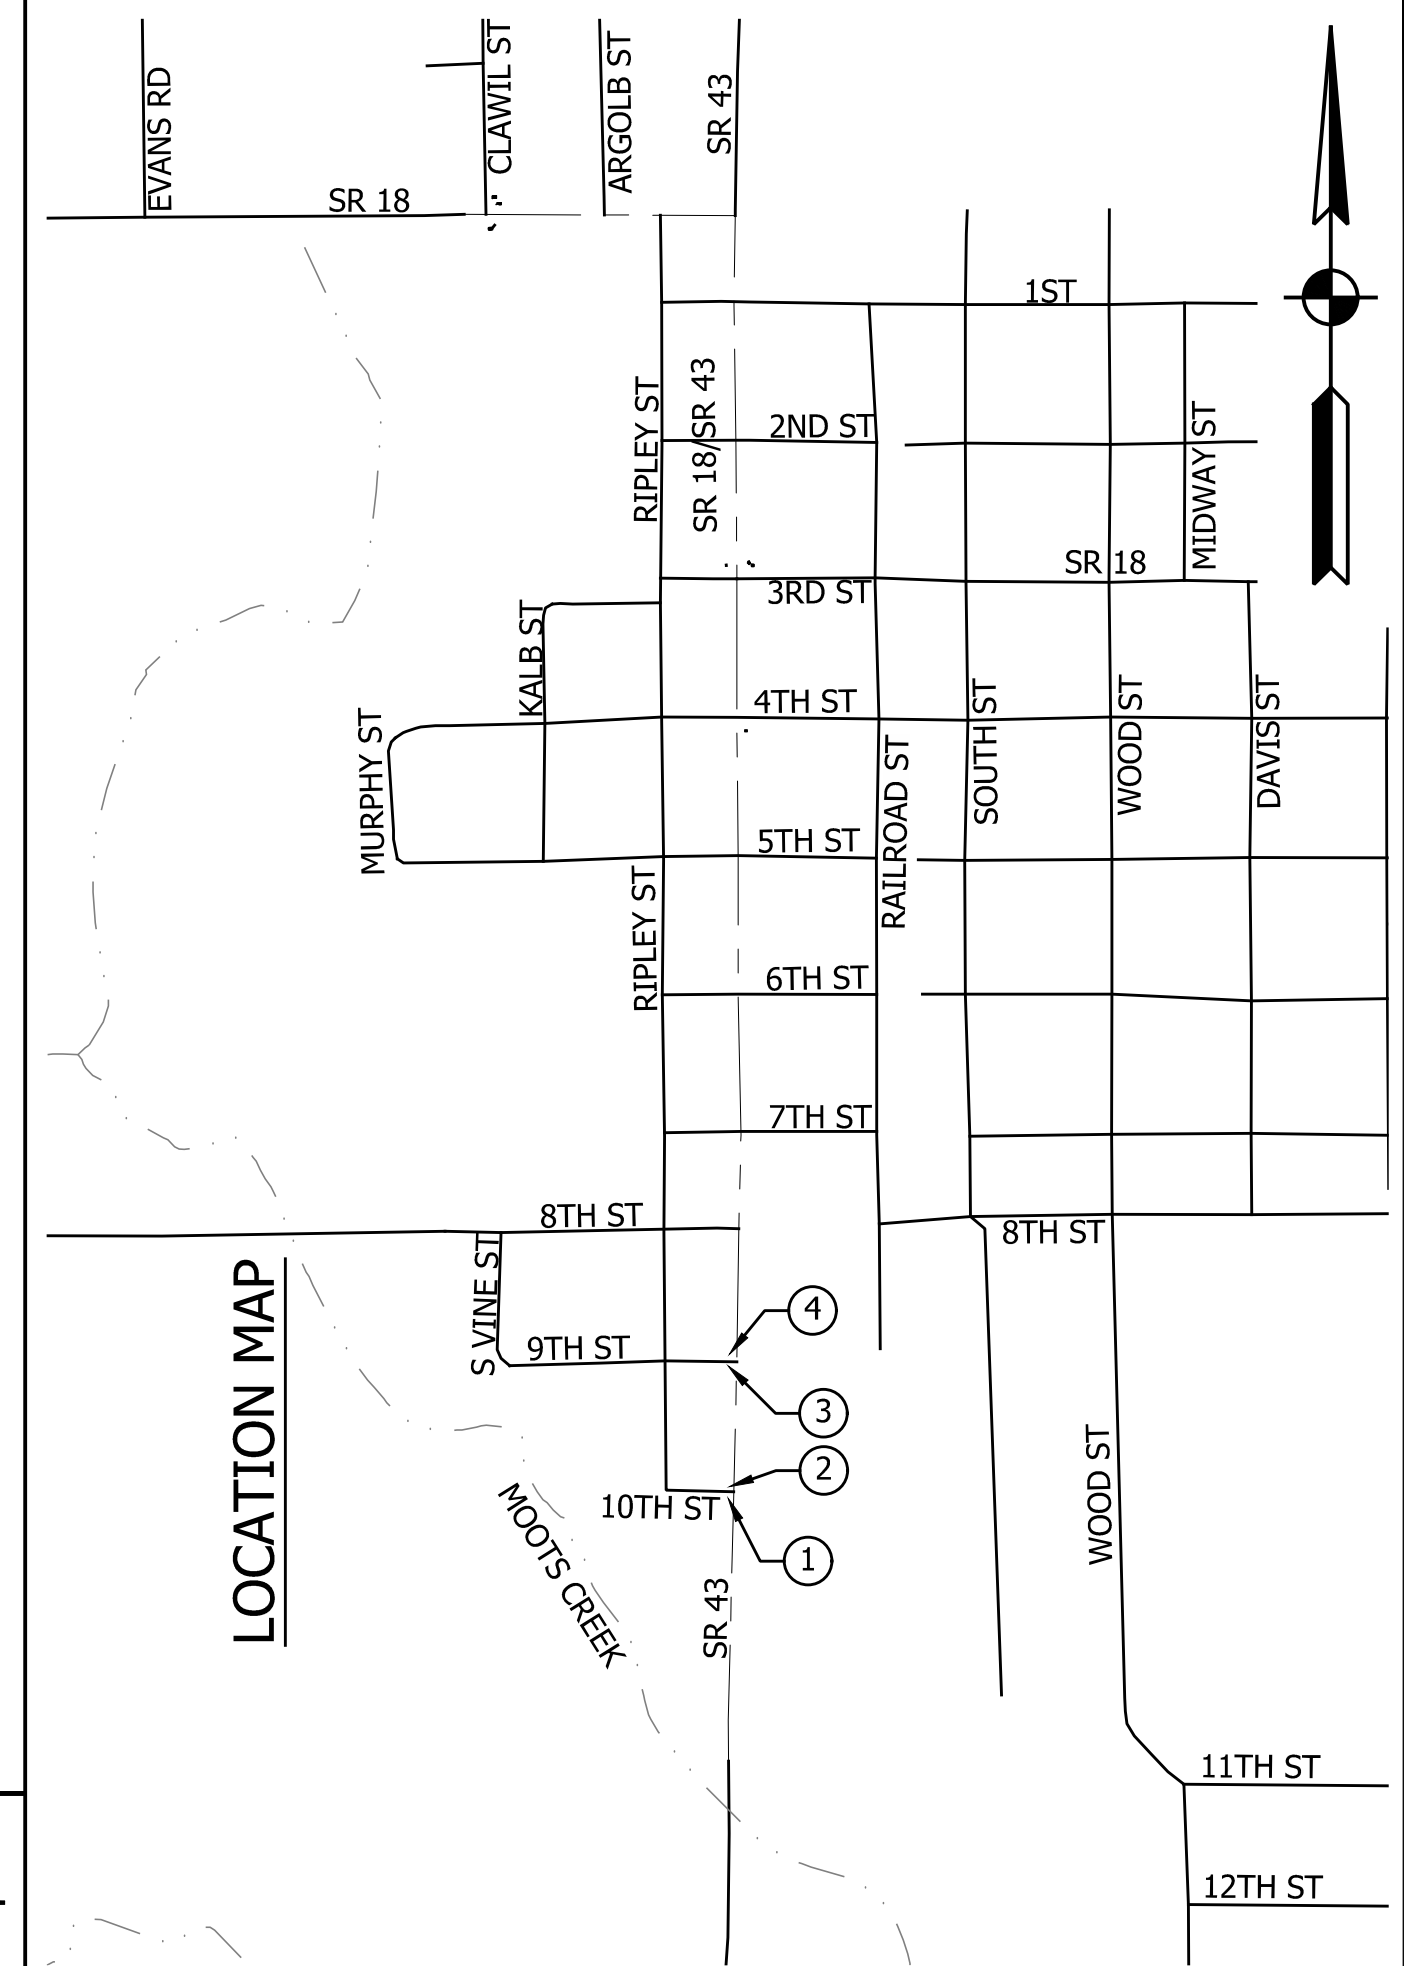 EVANS RD
CLAWIL ST
ARGOLB ST
SR 43
SR 18
1ST
RIPLEY ST
SR 18/SR 43
2ND ST
MIDWAY ST
SR 18
3RD ST
KALB ST
4TH ST
MURPHY ST
SOUTH ST
WOOD ST
DAVIS ST
RAILROAD ST
5TH ST
RIPLEY ST
6TH ST
7TH ST
8TH ST
8TH ST
S VINE ST
9TH ST
LOCATION MAP
4
3
2
1
10TH ST
MOOTS CREEK
SR 43
WOOD ST
11TH ST
12TH ST